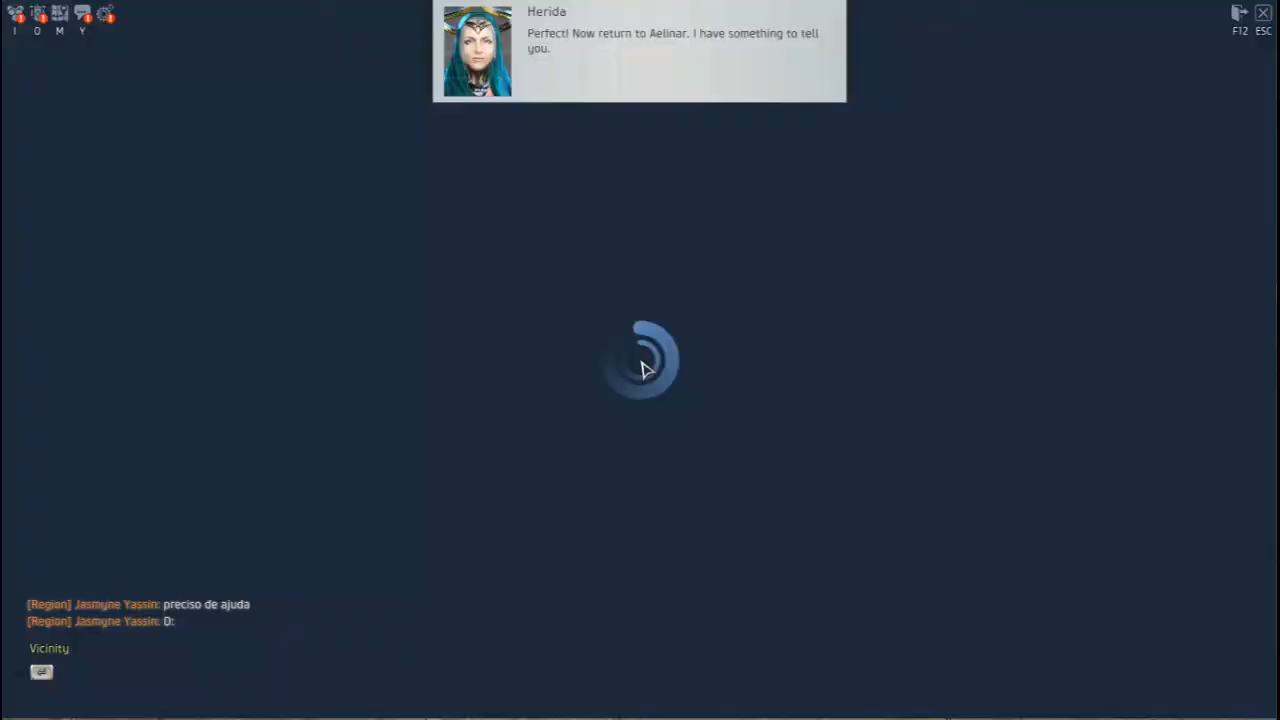 I O M Y
F12 ESC
Herida
Perfect! Now return to Aelinar. I have something to tell
you.
[Region] Jasmyne Yassin: preciso de ajuda
[Region] Jasmyne Yassin: D:
Vicinity